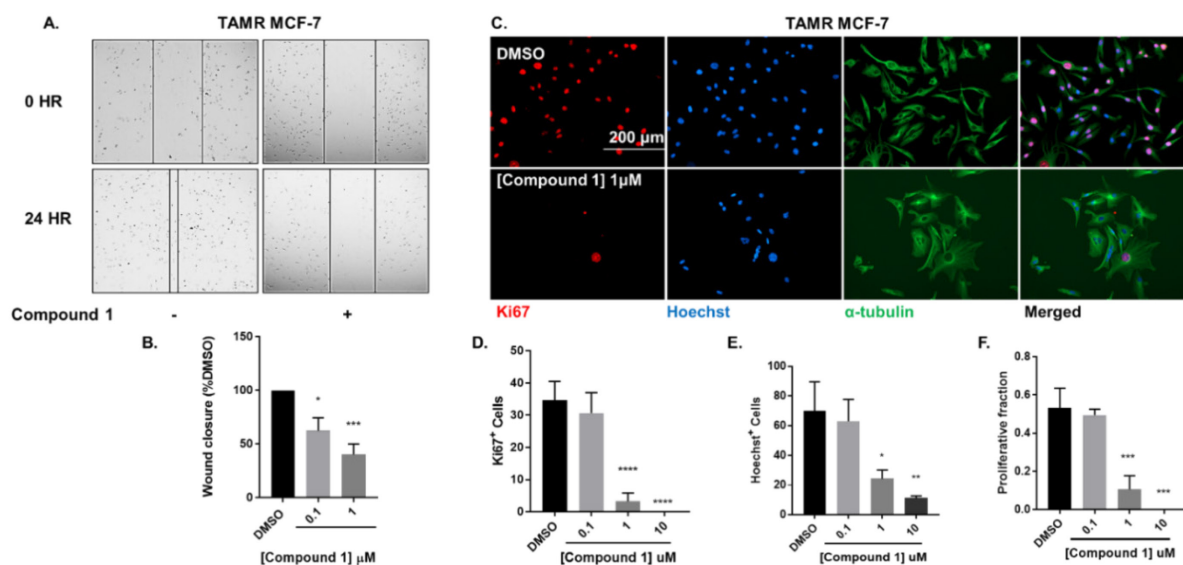 A.
TAMR MCF-7
0 HR
24 HR
Compound 1 - +
C.
TAMR MCF-7
DMSO
200 µm
[Compound 1] 1µM
Ki67 Hoechst α-tubulin Merged
B.
Wound closure (%DMSO)
100
50
0
* ***
DMSO 0.1 1
[Compound 1] µM
D.
Ki67⁺ Cells
40
30
20
10
0
**** ****
DMSO 0.1 1 10
[Compound 1] uM
E.
Hoechst⁺ Cells
100
80
60
40
20
0
* **
DMSO 0.1 1 10
[Compound 1] uM
F.
Proliferative fraction
0.8
0.6
0.4
0.2
0.0
*** ***
DMSO 0.1 1 10
[Compound 1] uM